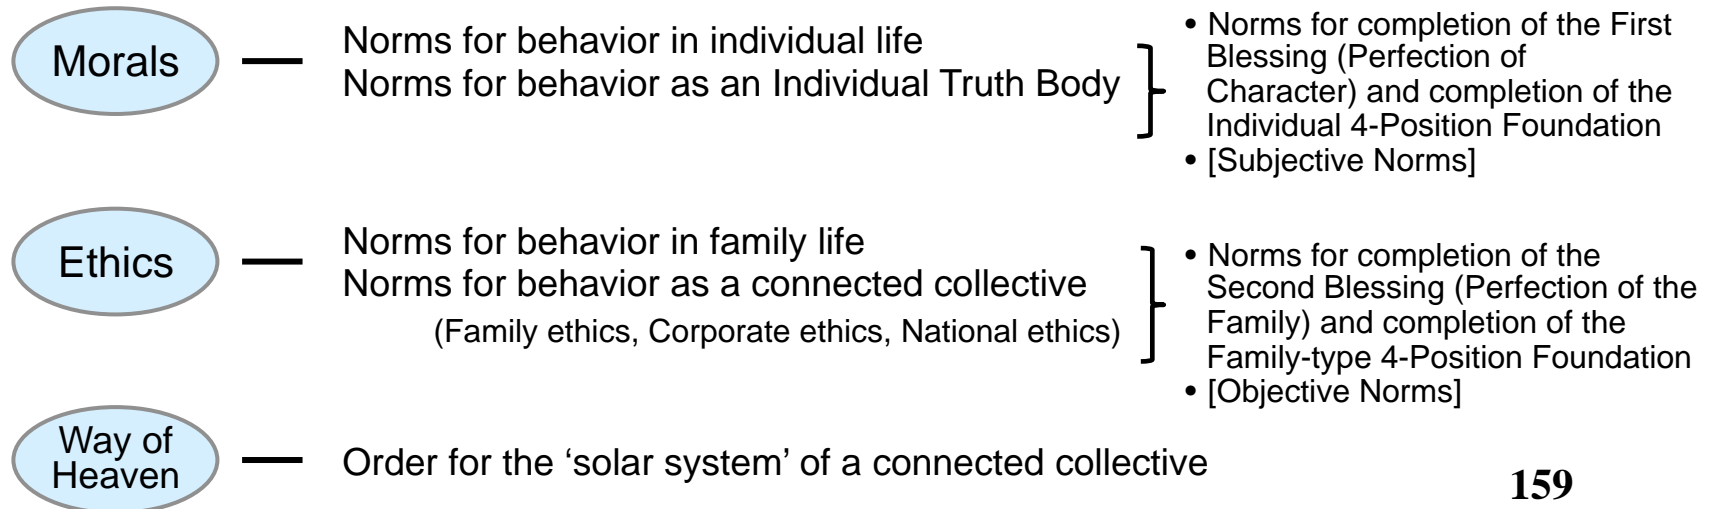 Morals
Norms for behavior in individual life
Norms for behavior as an Individual Truth Body
• Norms for completion of the First
Blessing (Perfection of
Character) and completion of the
Individual 4-Position Foundation
• [Subjective Norms]
Ethics
Norms for behavior in family life
Norms for behavior as a connected collective
(Family ethics, Corporate ethics, National ethics)
• Norms for completion of the
Second Blessing (Perfection of the
Family) and completion of the
Family-type 4-Position Foundation
• [Objective Norms]
Way of
Heaven
Order for the ‘solar system’ of a connected collective
159